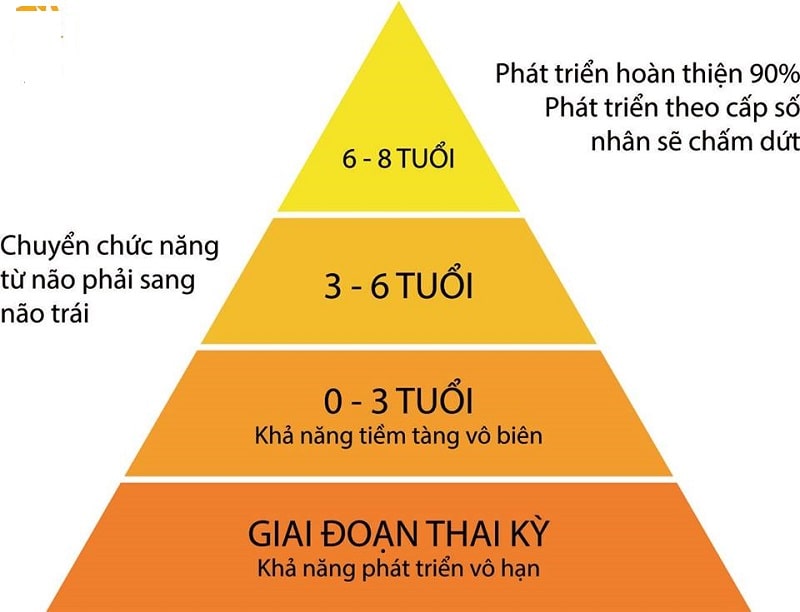 Phát triển hoàn thiện 90%
Phát triển theo cấp số
nhân sẽ chấm dứt
6 - 8 TUỔI
Chuyển chức năng
từ não phải sang
não trái
3 - 6 TUỔI
0 - 3 TUỔI
Khả năng tiềm tàng vô biên
GIAI ĐOẠN THAI KỲ
Khả năng phát triển vô hạn